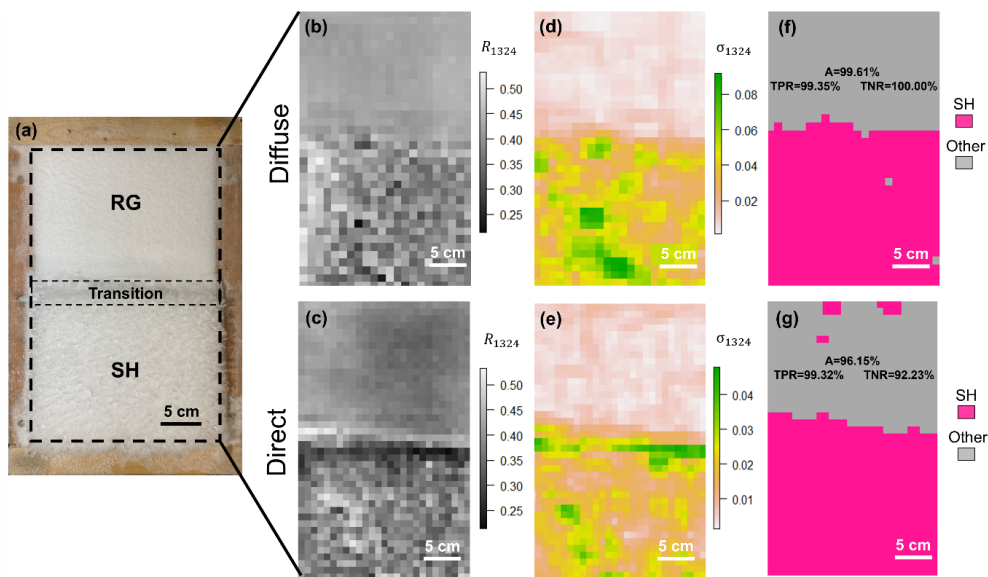 (a)
RG
Transition
SH
5 cm
Diffuse
(b)
5 cm
R₁₃₂₄
0.50
0.45
0.40
0.35
0.30
0.25
(d)
5 cm
σ₁₃₂₄
0.08
0.06
0.04
0.02
(f)
A=99.61%
TPR=99.35% TNR=100.00%
5 cm
SH
Other
Direct
(c)
5 cm
R₁₃₂₄
0.50
0.45
0.40
0.35
0.30
0.25
(e)
5 cm
σ₁₃₂₄
0.04
0.03
0.02
0.01
(g)
A=96.15%
TPR=99.32% TNR=92.23%
5 cm
SH
Other